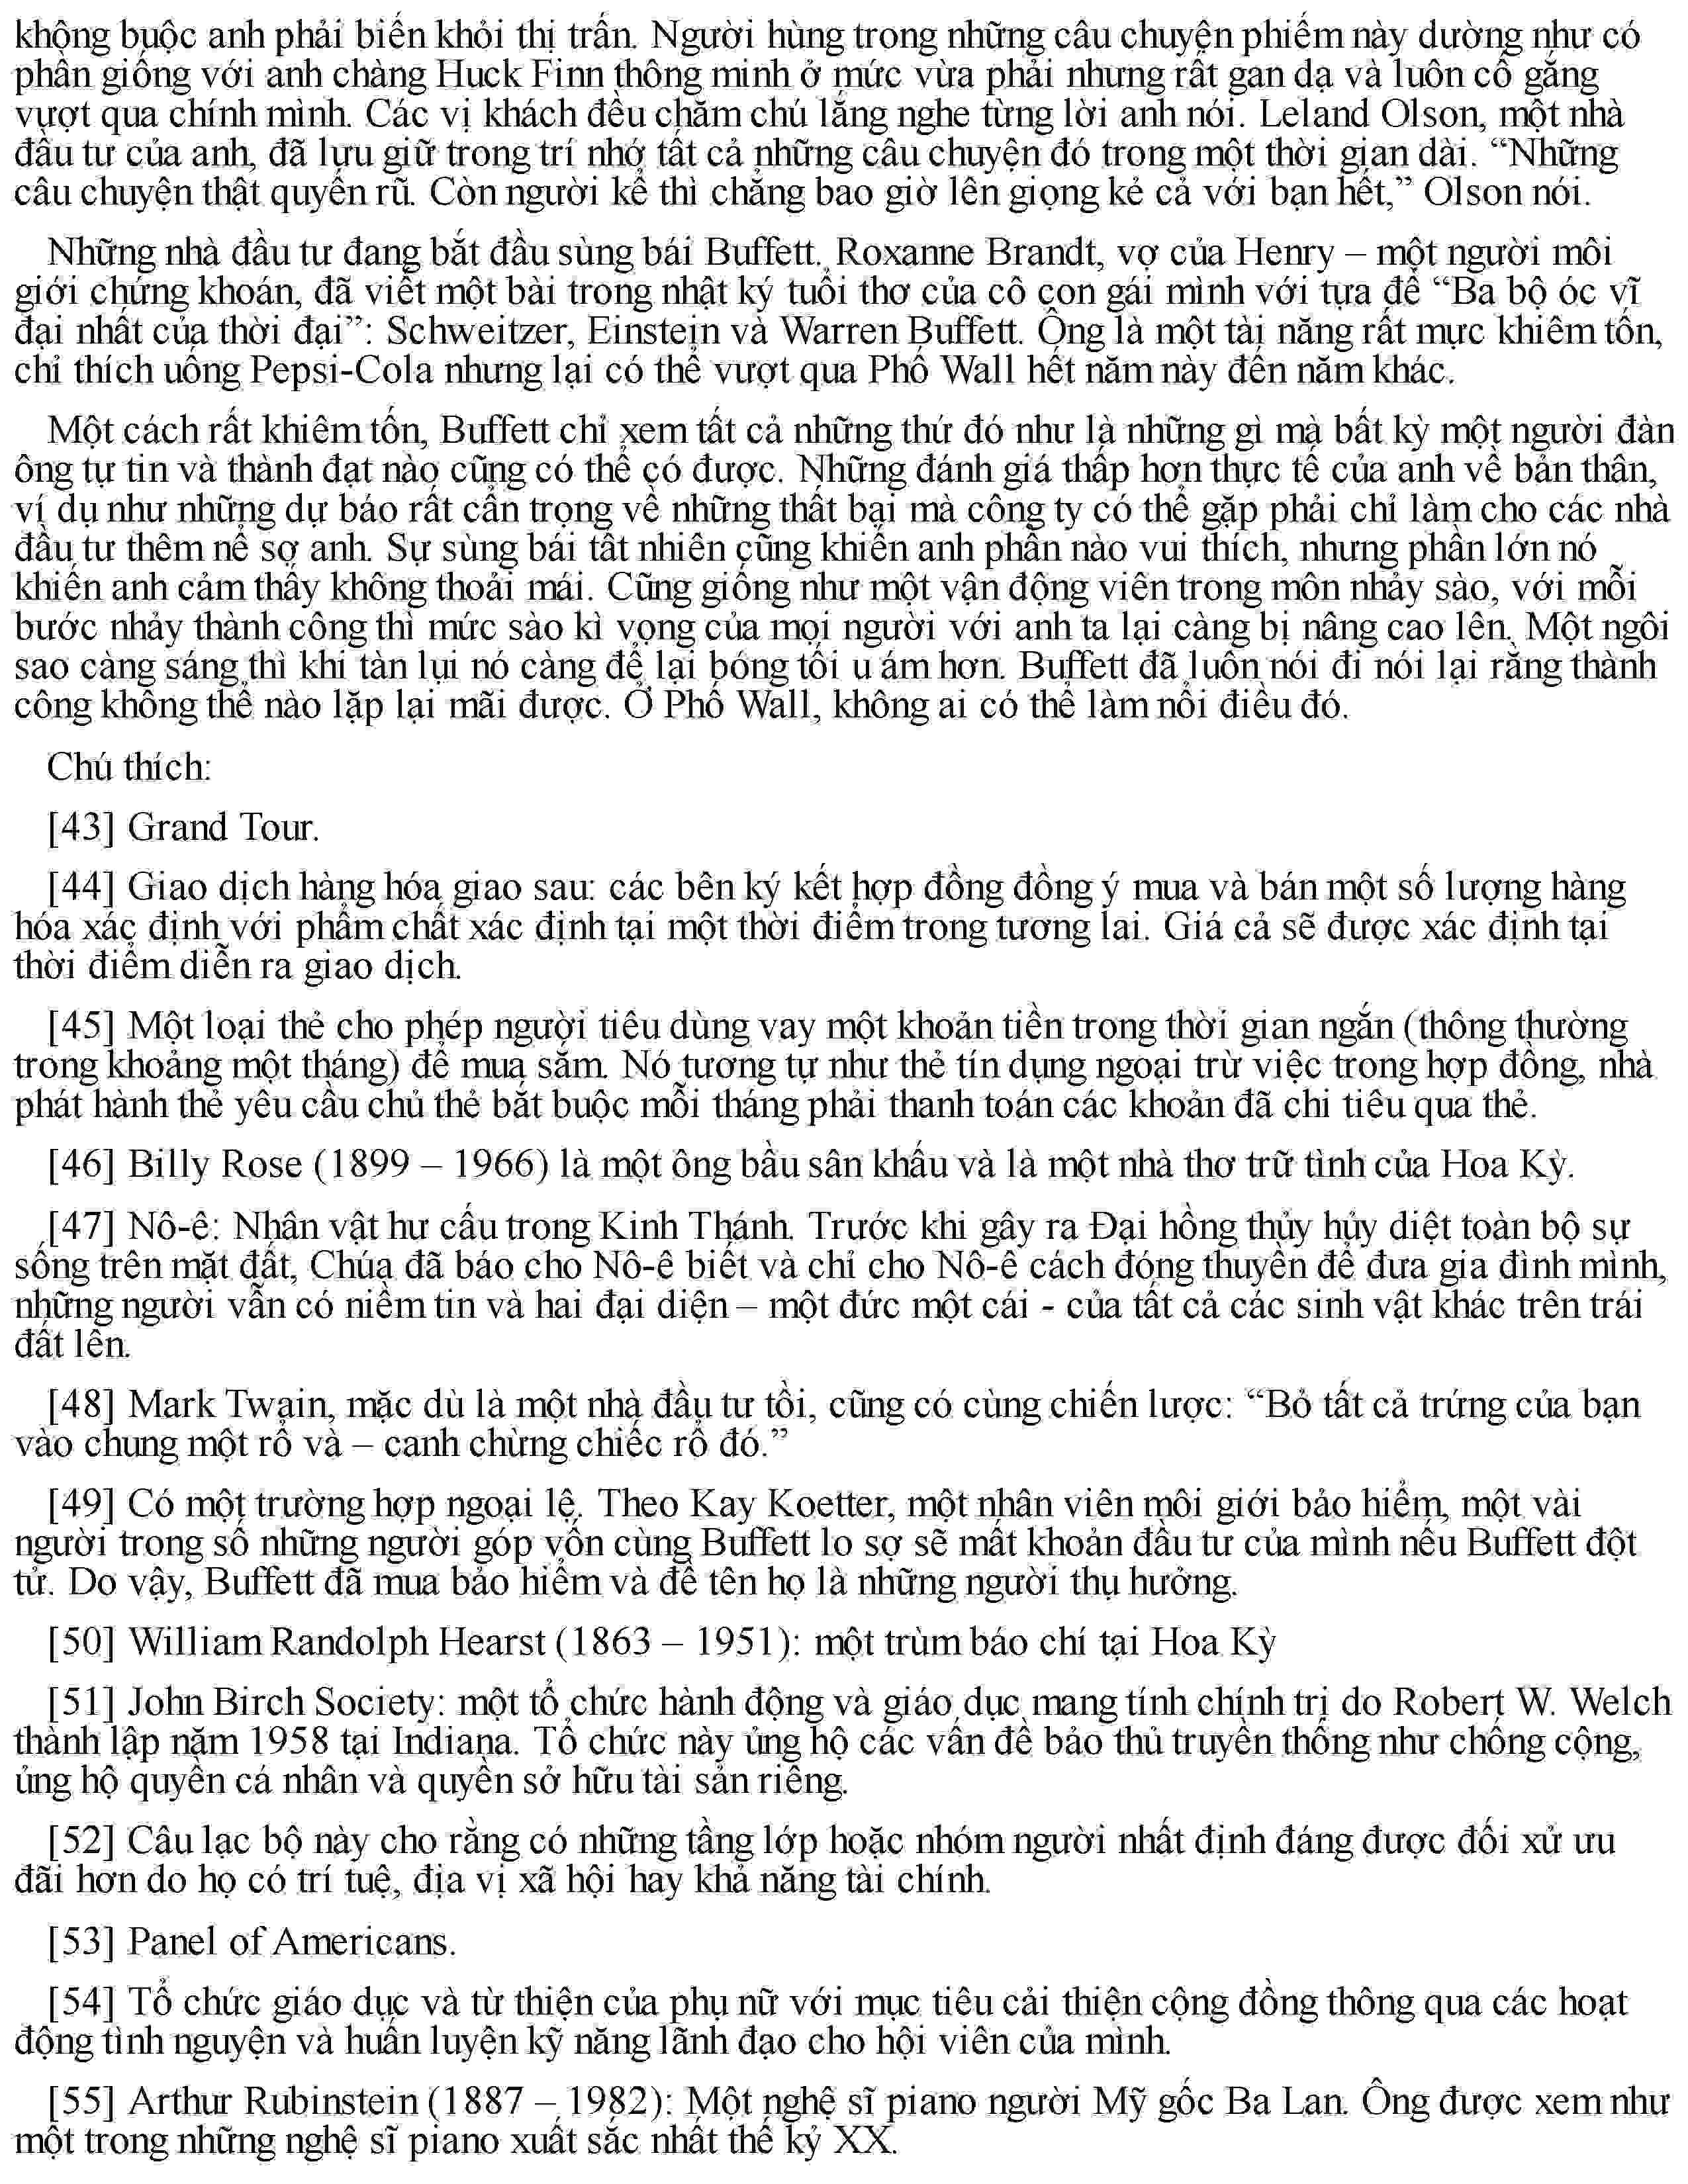 không buộc anh phải biến khỏi thị trấn. Người hùng trong những câu chuyện phiếm này dường như có
phần giống với anh chàng Huck Finn thông minh ở mức vừa phải nhưng rất gan dạ và luôn cố gắng
vượt qua chính mình. Các vị khách đều chăm chú lắng nghe từng lời anh nói. Leland Olson, một nhà
đầu tư của anh, đã lưu giữ trong trí nhớ tất cả những câu chuyện đó trong một thời gian dài. “Những
câu chuyện thật quyến rũ. Còn người kể thì chẳng bao giờ lên giọng kẻ cả với bạn hết,” Olson nói.
Những nhà đầu tư đang bắt đầu sùng bái Buffett. Roxanne Brandt, vợ của Henry – một người môi
giới chứng khoán, đã viết một bài trong nhật ký tuổi thơ của cô con gái mình với tựa đề “Ba bộ óc vĩ
đại nhất của thời đại”: Schweitzer, Einstein và Warren Buffett. Ông là một tài năng rất mực khiêm tốn,
chỉ thích uống Pepsi-Cola nhưng lại có thể vượt qua Phố Wall hết năm này đến năm khác.
Một cách rất khiêm tốn, Buffett chỉ xem tất cả những thứ đó như là những gì mà bất kỳ một người đàn
ông tự tin và thành đạt nào cũng có thể có được. Những đánh giá thấp hơn thực tế của anh về bản thân,
ví dụ như những dự báo rất cẩn trọng về những thất bại mà công ty có thể gặp phải chỉ làm cho các nhà
đầu tư thêm nể sợ anh. Sự sùng bái tất nhiên cũng khiến anh phần nào vui thích, nhưng phần lớn nó
khiến anh cảm thấy không thoải mái. Cũng giống như một vận động viên trong môn nhảy sào, với mỗi
bước nhảy thành công thì mức sào kì vọng của mọi người với anh ta lại càng bị nâng cao lên. Một ngôi
sao càng sáng thì khi tàn lụi nó càng để lại bóng tối u ám hơn. Buffett đã luôn nói đi nói lại rằng thành
công không thể nào lặp lại mãi được. Ở Phố Wall, không ai có thể làm nổi điều đó.
Chú thích:
[43] Grand Tour.
[44] Giao dịch hàng hóa giao sau: các bên ký kết hợp đồng đồng ý mua và bán một số lượng hàng
hóa xác định với phẩm chất xác định tại một thời điểm trong tương lai. Giá cả sẽ được xác định tại
thời điểm diễn ra giao dịch.
[45] Một loại thẻ cho phép người tiêu dùng vay một khoản tiền trong thời gian ngắn (thông thường
trong khoảng một tháng) để mua sắm. Nó tương tự như thẻ tín dụng ngoại trừ việc trong hợp đồng, nhà
phát hành thẻ yêu cầu chủ thẻ bắt buộc mỗi tháng phải thanh toán các khoản đã chi tiêu qua thẻ.
[46] Billy Rose (1899 – 1966) là một ông bầu sân khấu và là một nhà thơ trữ tình của Hoa Kỳ.
[47] Nô-ê: Nhân vật hư cấu trong Kinh Thánh. Trước khi gây ra Đại hồng thủy hủy diệt toàn bộ sự
sống trên mặt đất, Chúa đã báo cho Nô-ê biết và chỉ cho Nô-ê cách đóng thuyền để đưa gia đình mình,
những người vẫn có niềm tin và hai đại diện – một đức một cái - của tất cả các sinh vật khác trên trái
đất lên.
[48] Mark Twain, mặc dù là một nhà đầu tư tồi, cũng có cùng chiến lược: “Bỏ tất cả trứng của bạn
vào chung một rổ và – canh chừng chiếc rổ đó.”
[49] Có một trường hợp ngoại lệ. Theo Kay Koetter, một nhân viên môi giới bảo hiểm, một vài
người trong số những người góp vốn cùng Buffett lo sợ sẽ mất khoản đầu tư của mình nếu Buffett đột
tử. Do vậy, Buffett đã mua bảo hiểm và để tên họ là những người thụ hưởng.
[50] William Randolph Hearst (1863 – 1951): một trùm báo chí tại Hoa Kỳ
[51] John Birch Society: một tổ chức hành động và giáo dục mang tính chính trị do Robert W. Welch
thành lập năm 1958 tại Indiana. Tổ chức này ủng hộ các vấn đề bảo thủ truyền thống như chống cộng,
ủng hộ quyền cá nhân và quyền sở hữu tài sản riêng.
[52] Câu lạc bộ này cho rằng có những tầng lớp hoặc nhóm người nhất định đáng được đối xử ưu
đãi hơn do họ có trí tuệ, địa vị xã hội hay khả năng tài chính.
[53] Panel of Americans.
[54] Tổ chức giáo dục và từ thiện của phụ nữ với mục tiêu cải thiện cộng đồng thông qua các hoạt
động tình nguyện và huấn luyện kỹ năng lãnh đạo cho hội viên của mình.
[55] Arthur Rubinstein (1887 – 1982): Một nghệ sĩ piano người Mỹ gốc Ba Lan. Ông được xem như
một trong những nghệ sĩ piano xuất sắc nhất thế kỷ XX.